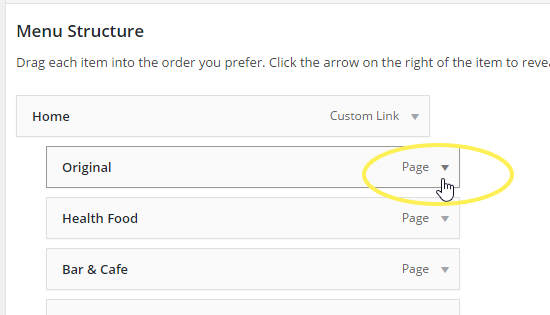 Menu Structure
Drag each item into the order you prefer. Click the arrow on the right of the item to
Home Custom Link
Original Page
Health Food Page
Bar & Cafe Page